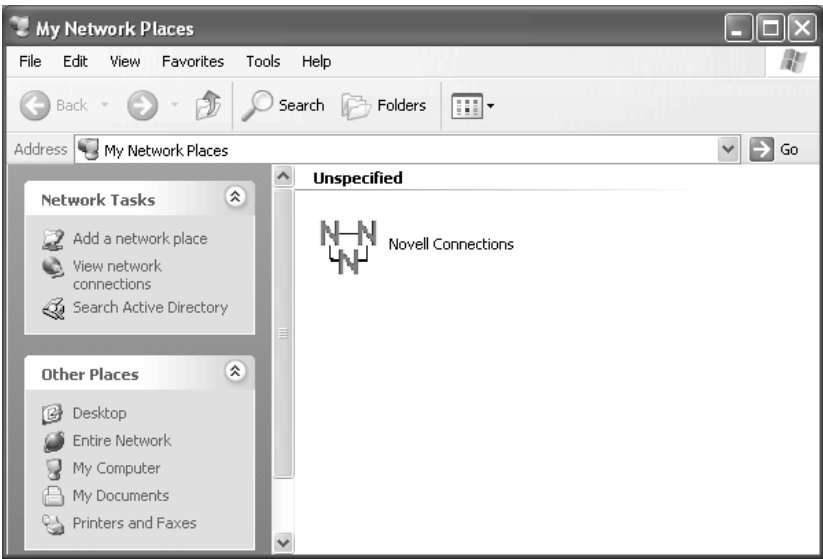 My Network Places
File Edit View Favorites Tools Help
Back Search Folders
Address My Network Places Go
Network Tasks
Add a network place
View network
connections
Search Active Directory
Other Places
Desktop
Entire Network
My Computer
My Documents
Printers and Faxes
Unspecified
N N
N
Novell Connections